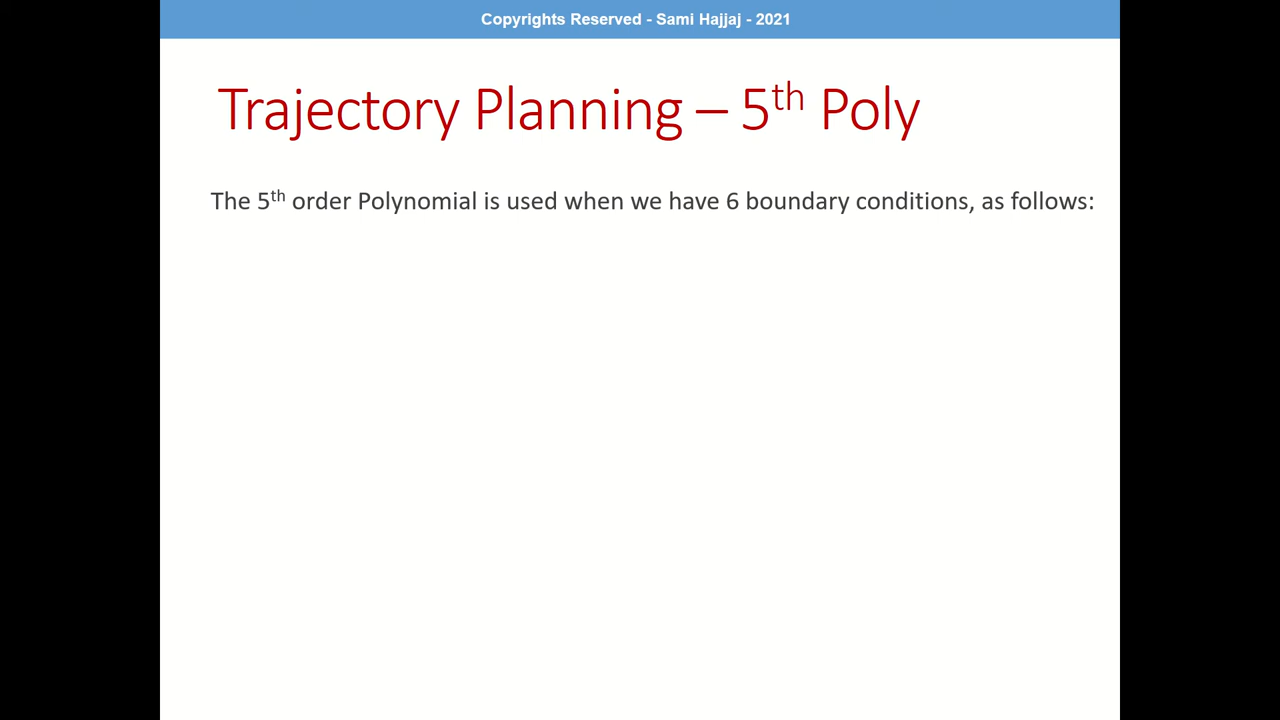 Copyrights Reserved - Sami Hajjaj - 2021
Trajectory Planning – 5th Poly
The 5th order Polynomial is used when we have 6 boundary conditions, as follows: